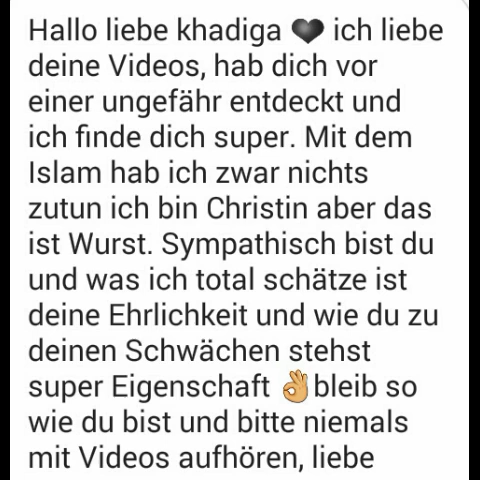 Hallo liebe khadiga 🖤 ich liebe
deine Videos, hab dich vor
einer ungefähr entdeckt und
ich finde dich super. Mit dem
Islam hab ich zwar nichts
zutun ich bin Christin aber das
ist Wurst. Sympathisch bist du
und was ich total schätze ist
deine Ehrlichkeit und wie du zu
deinen Schwächen stehst
super Eigenschaft 👌bleib so
wie du bist und bitte niemals
mit Videos aufhören, liebe